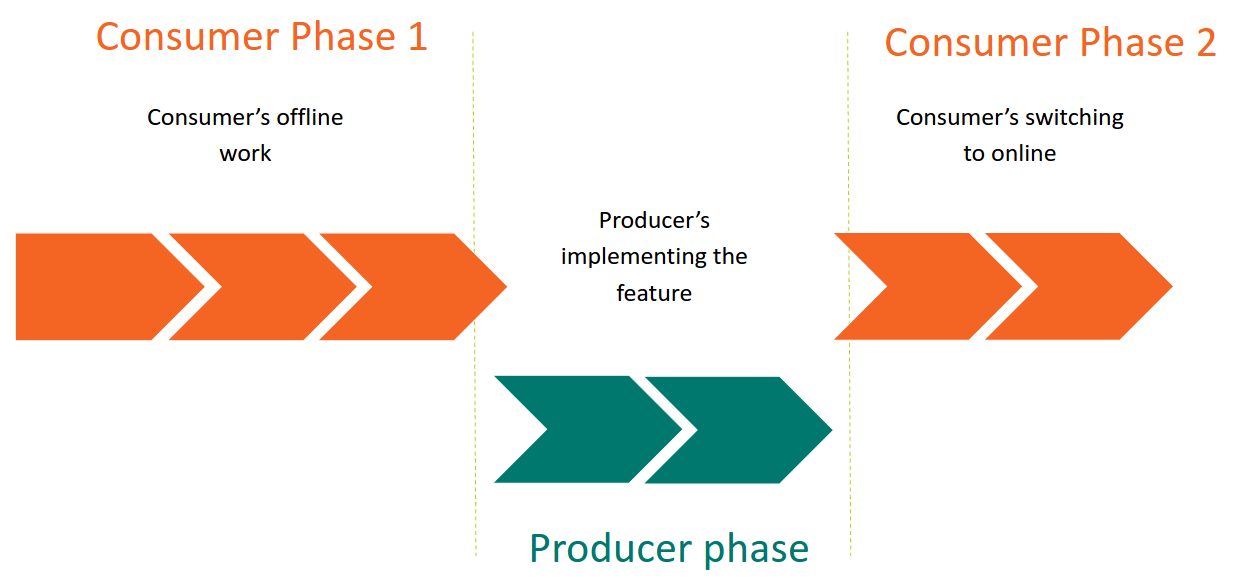 Consumer Phase 1
Consumer’s offline
work
Producer’s
implementing the
feature
Producer phase
Consumer Phase 2
Consumer’s switching
to online